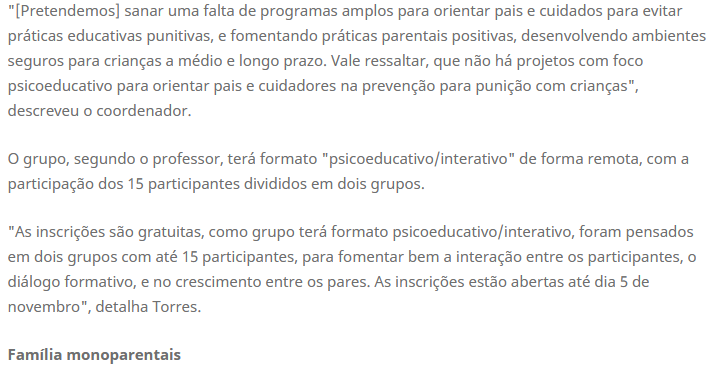 "[Pretendemos] sanar uma falta de programas amplos para orientar pais e cuidados para evitar
práticas educativas punitivas, e fomentando práticas parentais positivas, desenvolvendo ambientes
seguros para crianças a médio e longo prazo. Vale ressaltar, que não há projetos com foco
psicoeducativo para orientar pais e cuidadores na prevenção para punição com crianças",
descreveu o coordenador.
O grupo, segundo o professor, terá formato "psicoeducativo/interativo" de forma remota, com a
participação dos 15 participantes divididos em dois grupos.
"As inscrições são gratuitas, como grupo terá formato psicoeducativo/interativo, foram pensados
em dois grupos com até 15 participantes, para fomentar bem a interação entre os participantes, o
diálogo formativo, e no crescimento entre os pares. As inscrições estão abertas até dia 5 de
novembro", detalha Torres.
Família monoparentais